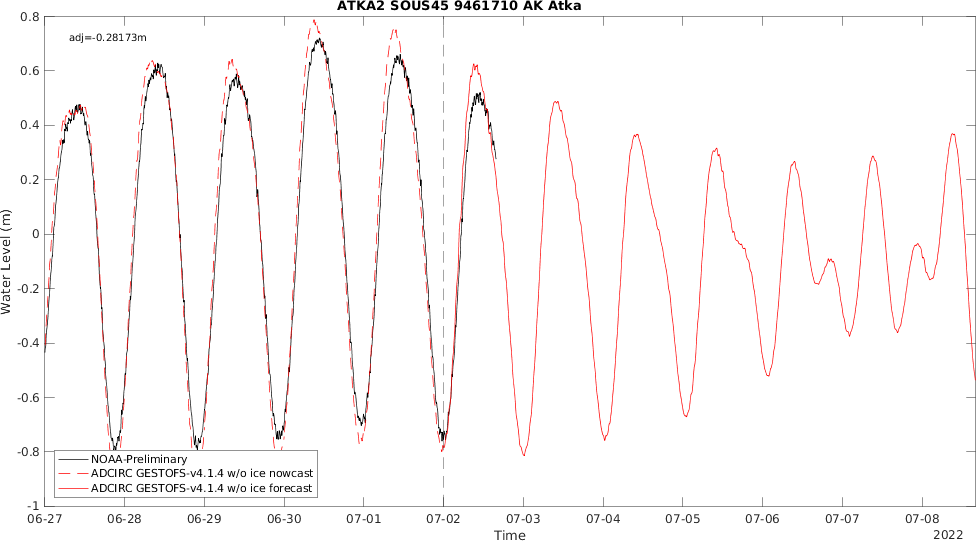 ATKA2 SOUS45 9461710 AK Atka
adj=-0.28173m
0.8
0.6
0.4
0.2
0
-0.2
-0.4
-0.6
-0.8
-1
Water Level (m)
NOAA-Preliminary
ADCIRC GESTOFS-v4.1.4 w/o ice nowcast
ADCIRC GESTOFS-v4.1.4 w/o ice forecast
06-27 06-28 06-29 06-30 07-01 07-02 07-03 07-04 07-05 07-06 07-07 07-08
Time
2022